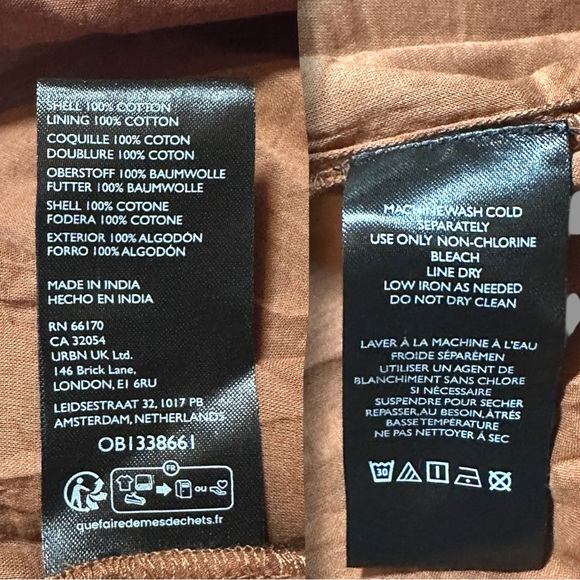 SHELL 100% COTTON
LINING 100% COTTON
COQUILLE 100% COTON
DOUBLURE 100% COTON
OBERSTOFF 100% BAUMWOLLE
FUTTER 100% BAUMWOLLE
SHELL 100% COTONE
FODERA 100% COTONE
EXTERIOR 100% ALGODÓN
FORRO 100% ALGODÓN
MADE IN INDIA
HECHO EN INDIA
RN 66170
CA 32054
URBN UK Ltd.
146 Brick Lane,
LONDON, E1 6RU
LEIDSESTRAAT 32, 1017 PB
AMSTERDAM, NETHERLANDS
OB1338661
FR
ou
quefairedemesdechets.fr
MACHINE WASH COLD
SEPARATELY
USE ONLY NON-CHLORINE
BLEACH
LINE DRY
LOW IRON AS NEEDED
DO NOT DRY CLEAN
LAVER À LA MACHINE À L'EAU
FROIDE SÉPARÉMEN
UTILISER UN AGENT DE
BLANCHIMENT SANS CHLORE
SI NÉCESSAIRE
SUSPENDRE POUR SÉCHER
REPASSER, AU BESOIN, À TRÉS
BASSE TEMPÉRATURE
NE PAS NETTOYER Á SEC
30